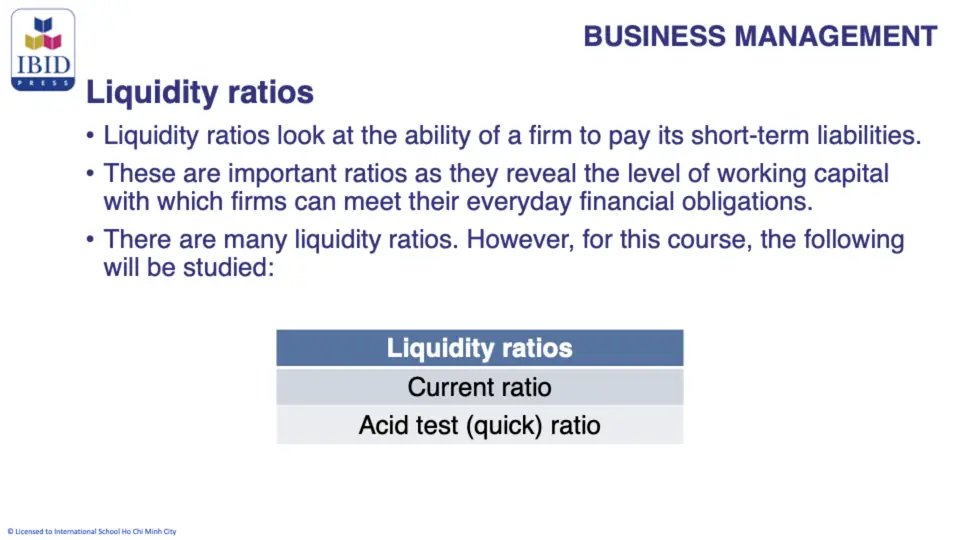 IBID
PRESS
BUSINESS MANAGEMENT
Liquidity ratios
• Liquidity ratios look at the ability of a firm to pay its short-term liabilities.
• These are important ratios as they reveal the level of working capital
with which firms can meet their everyday financial obligations.
• There are many liquidity ratios. However, for this course, the following
will be studied:
Liquidity ratios
Current ratio
Acid test (quick) ratio
© Licensed to International School Ho Chi Minh City